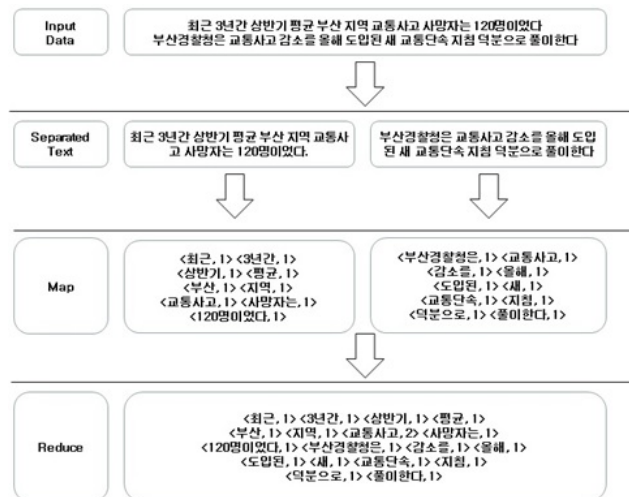 Input
Data
최근 3년간 상반기 평균 부산 지역 교통사고 사망자는 120명이었다
부산경찰청은 교통사고 감소를 올해 도입된 새 교통단속 지침 덕분으로 풀이한다
Separated
Text
최근 3년간 상반기 평균 부산 지역 교통사
고 사망자는 120명이었다.
부산경찰청은 교통사고 감소를 올해 도입
된 새 교통단속 지침 덕분으로 풀이한다
Map
<최근, 1> <3년간, 1>
<상반기, 1> <평균, 1>
<부산, 1> <지역, 1>
<교통사고, 1> <사망자는, 1>
<120명이었다, 1>
<부산경찰청은, 1> <교통사고, 1>
<감소를, 1> <올해, 1>
<도입된, 1> <새, 1>
<교통단속, 1> <지침, 1>
<덕분으로, 1> <풀이한다, 1>
Reduce
<최근, 1> <3년간, 1> <상반기, 1> <평균, 1>
<부산, 1> <지역, 1> <교통사고, 2> <사망자는, 1>
<120명이었다, 1> <부산경찰청은, 1> <감소를, 1> <올해, 1>
<도입된, 1> <새, 1> <교통단속, 1> <지침, 1>
<덕분으로, 1> <풀이한다, 1>